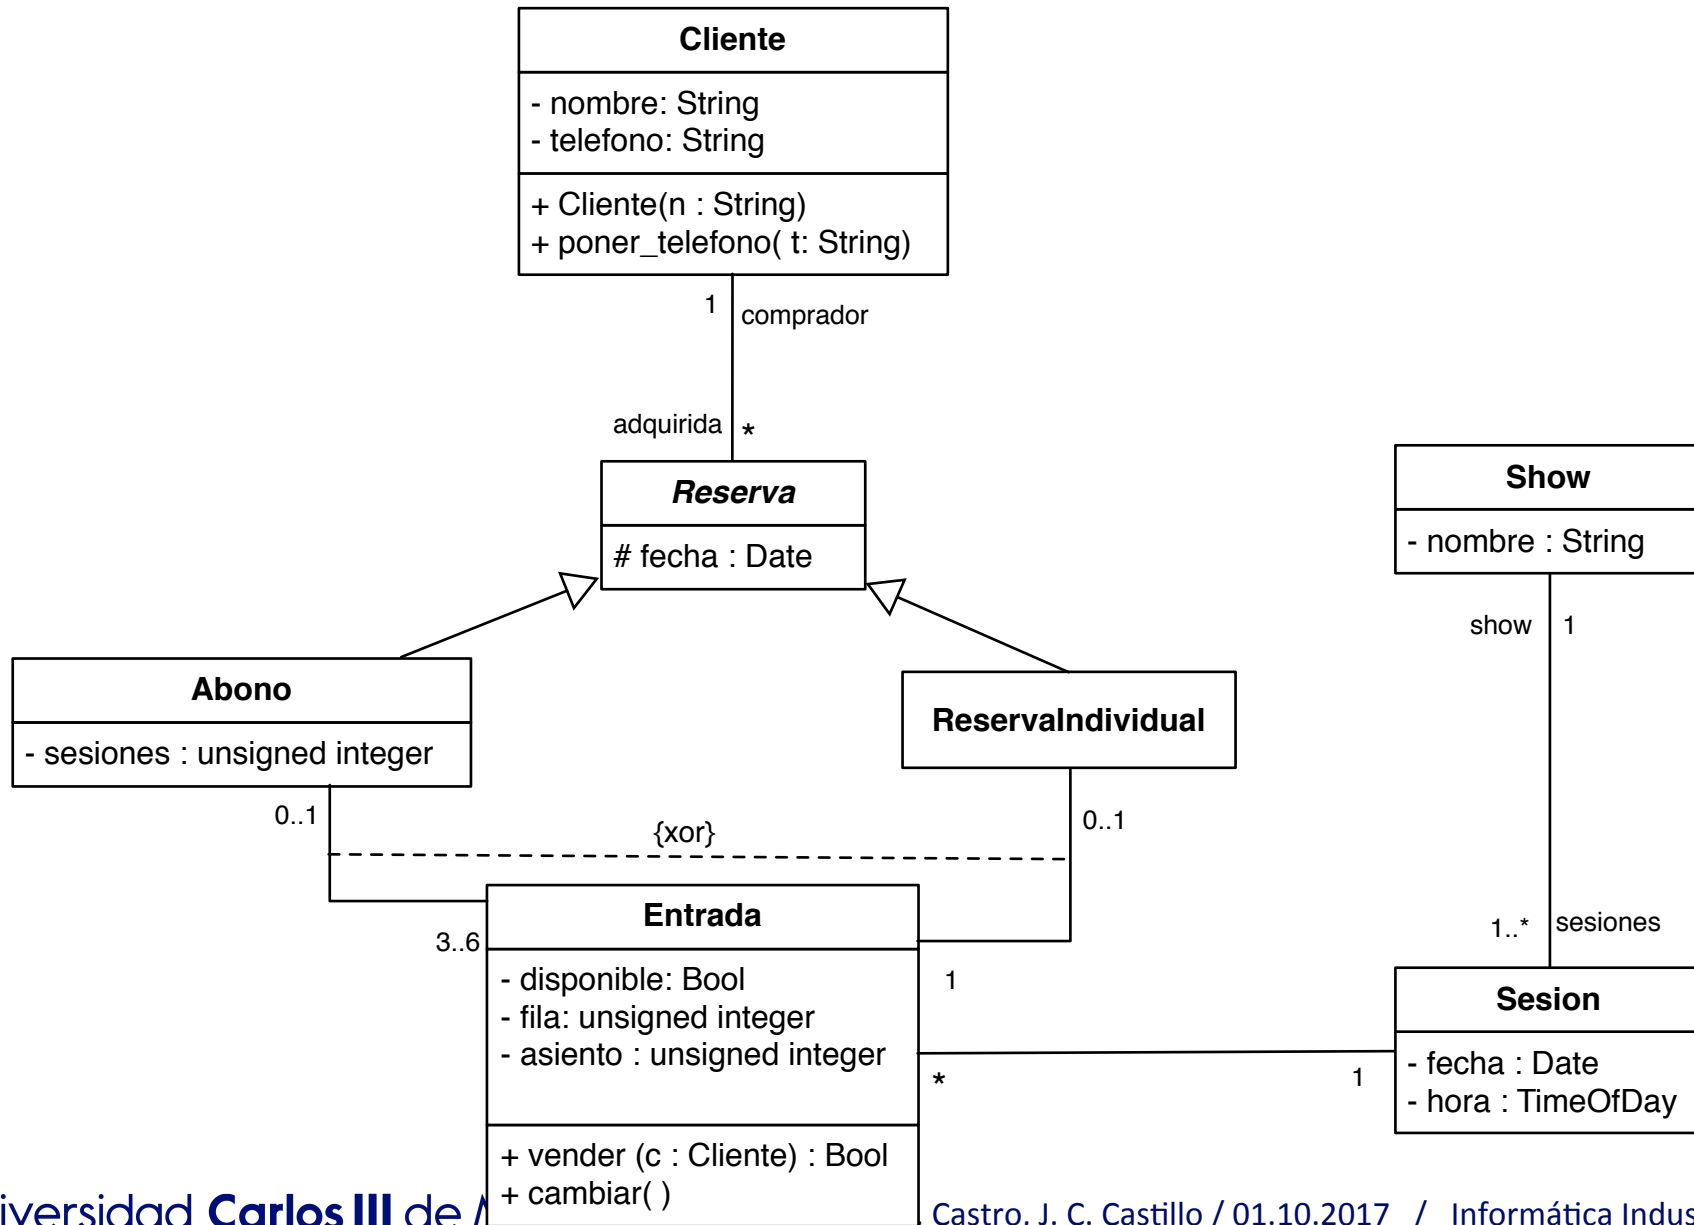 Cliente
- nombre: String
- telefono: String
+ Cliente(n : String)
+ poner_telefono( t: String)
1
comprador
adquirida
*
Reserva
# fecha : Date
Show
- nombre : String
show
1
Abono
- sesiones : unsigned integer
ReservaIndividual
0..1
{xor}
0..1
Entrada
3..6
- disponible: Bool
- fila: unsigned integer
- asiento : unsigned integer
1
+ vender (c : Cliente) : Bool
+ cambiar( )
*
1
1..*
sesiones
Sesion
- fecha : Date
- hora : TimeOfDay
iversidad Carlos III de
Castro, J. C. Castillo / 01.10.2017 / Informática Indus